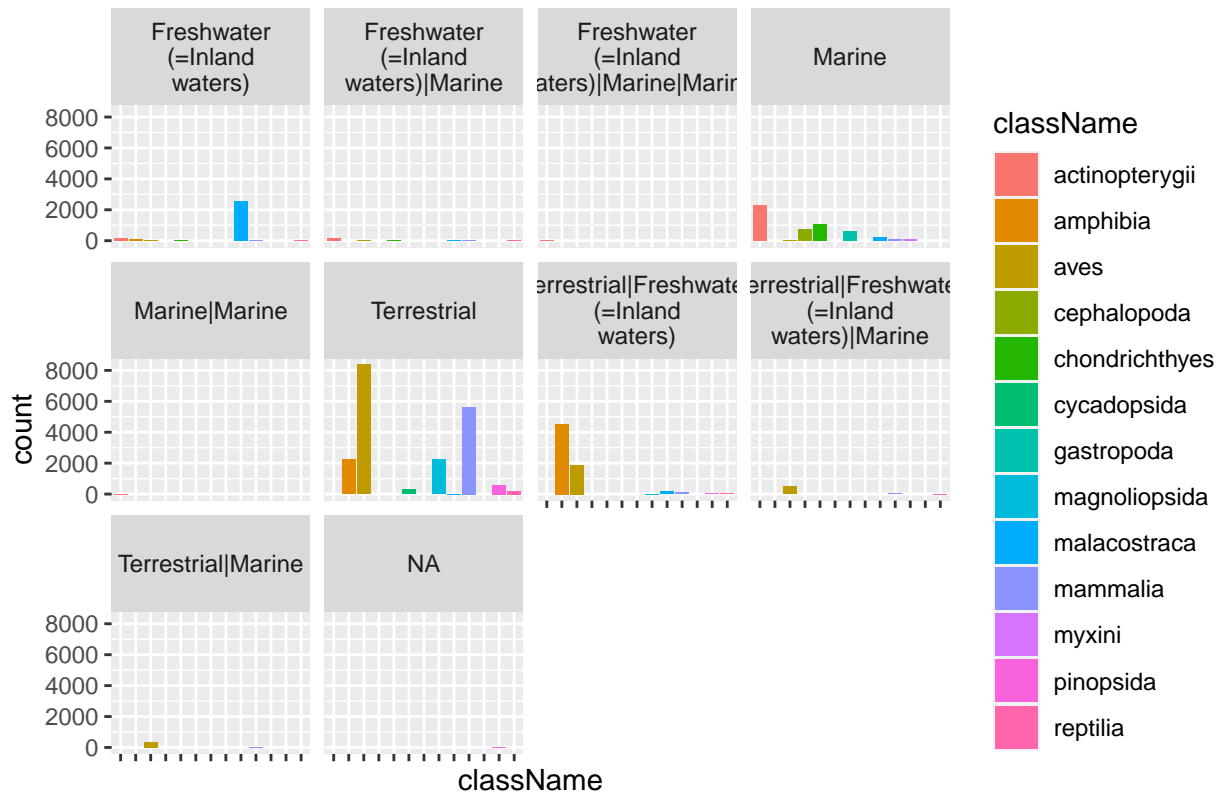 Freshwater
(=Inland
waters)
Freshwater
(=Inland
waters)|Marine
Freshwater
(=Inland
aters)|Marine|Marin
Marine
8000
6000
4000
2000
0
Marine|Marine
Terrestrial
errestrial|Freshwate
(=Inland
waters)
errestrial|Freshwate
(=Inland
waters)|Marine
8000
6000
4000
2000
0
Terrestrial|Marine
NA
8000
6000
4000
2000
0
count
className
className
actinopterygii
amphibia
aves
cephalopoda
chondrichthyes
cycadopsida
gastropoda
magnoliopsida
malacostraca
mammalia
myxini
pinopsida
reptilia